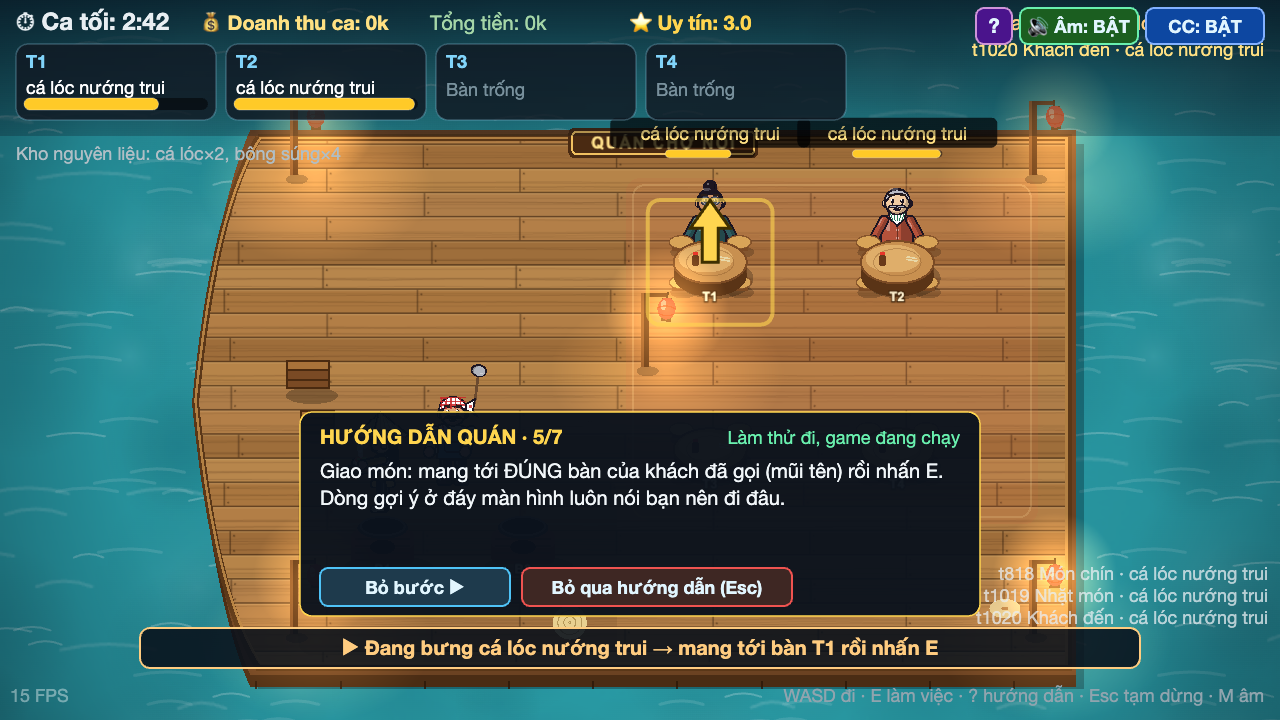 Ca tối: 2:42
Doanh thu ca: 0k
Tổng tiền: 0k
Uy tín: 3.0
?
Âm: BẬT
CC: BẬT
t1020 Khách đến · cá lóc nướng trui
T1
cá lóc nướng trui
T2
cá lóc nướng trui
T3
Bàn trống
T4
Bàn trống
Kho nguyên liệu: cá lóc×2, bông súng×4
cá lóc nướng trui
cá lóc nướng trui
QUÁN CHỢ NỔI
T1
T2
HƯỚNG DẪN QUÁN · 5/7
Làm thử đi, game đang chạy
Giao món: mang tới ĐÚNG bàn của khách đã gọi (mũi tên) rồi nhấn E.
Dòng gợi ý ở đáy màn hình luôn nói bạn nên đi đâu.
Bỏ bước ▶
Bỏ qua hướng dẫn (Esc)
t818 Món chín · cá lóc nướng trui
t1019 Nhặt món · cá lóc nướng trui
t1020 Khách đến · cá lóc nướng trui
▶ Đang bưng cá lóc nướng trui → mang tới bàn T1 rồi nhấn E
15 FPS
WASD đi · E làm việc · ? hướng dẫn · Esc tạm dừng · M âm